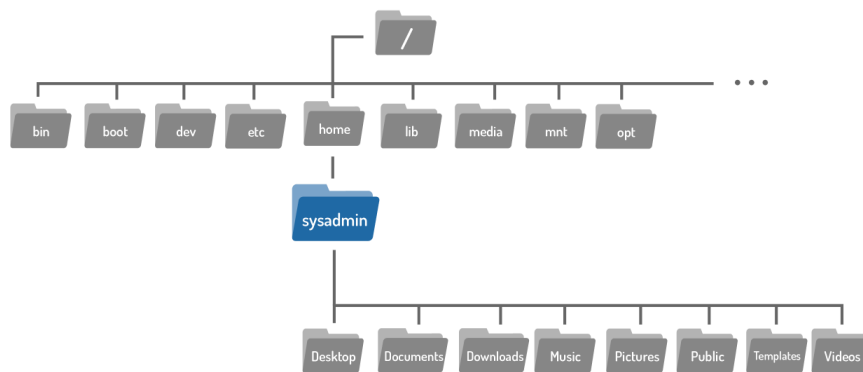 /
bin boot dev etc home lib media mnt opt ...
sysadmin
Desktop Documents Downloads Music Pictures Public Templates Videos